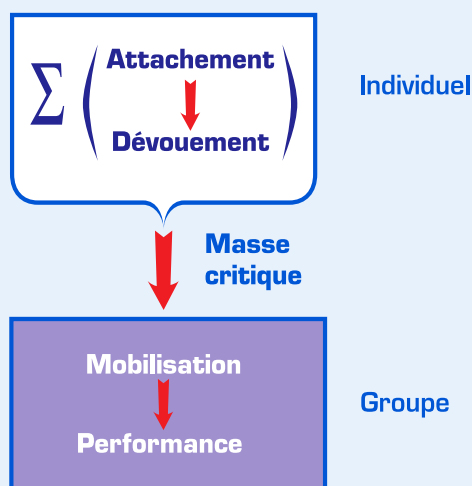 Attachement
Individuel
∑
Dévouement
Masse
critique
Mobilisation
Groupe
Performance